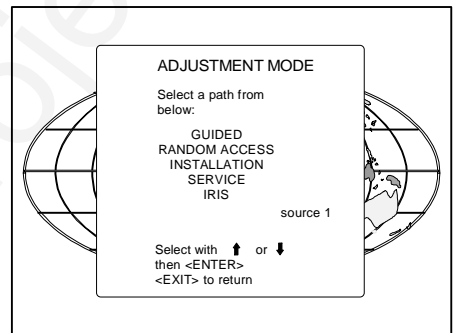 ADJUSTMENT MODE
Select a path from
below:
GUIDED
RANDOM ACCESS
INSTALLATION
SERVICE
IRIS
source 1
Select with ⬆ or ⬇
then <ENTER>
<EXIT> to return